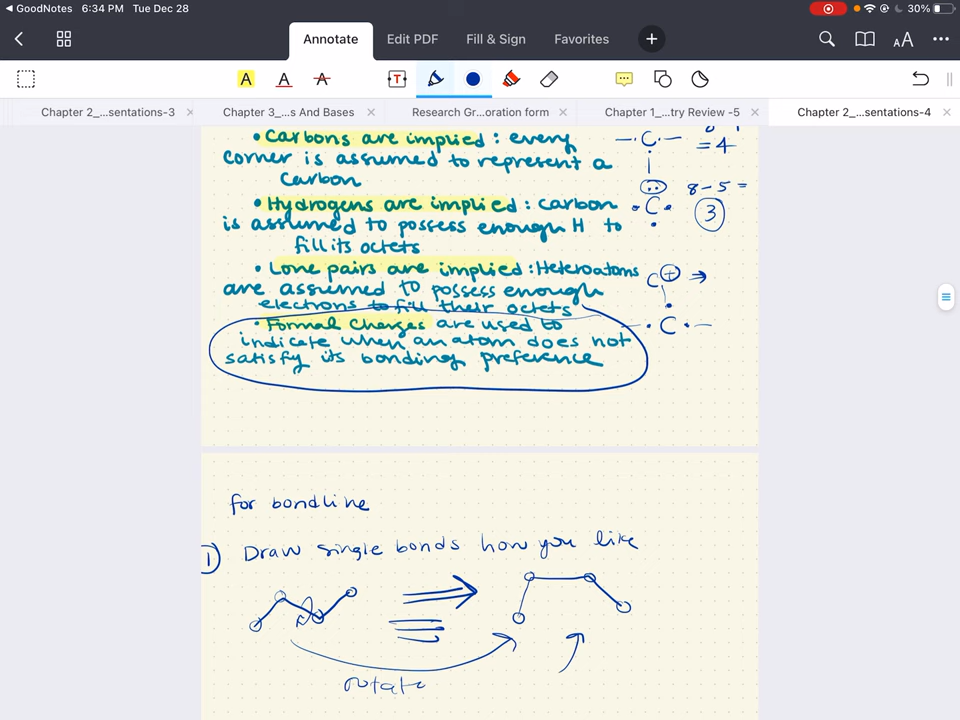 GoodNotes 6:34 PM Tue Dec 28 30%
Annotate Edit PDF Fill & Sign Favorites
AA
A A A T
Chapter 2_...sentations-3 Chapter 3_...s And Bases Research Gr...oration form Chapter 1_...try Review -5 Chapter 2_...sentations-4
• Carbons are implied : every
corner is assumed to represent a
Carbon
• Hydrogens are implied : carbon
is assumed to possess enough H to
fill its octets
• Lone pairs are implied : Heteroatoms
are assumed to possess enough
electrons to fill their octets
• Formal Charges are used to
indicate when an atom does not
satisfy its bonding preference
C
= 4
8 - 5 =
C 3
C +
C
for bondline
1) Draw single bonds how you like
rotate